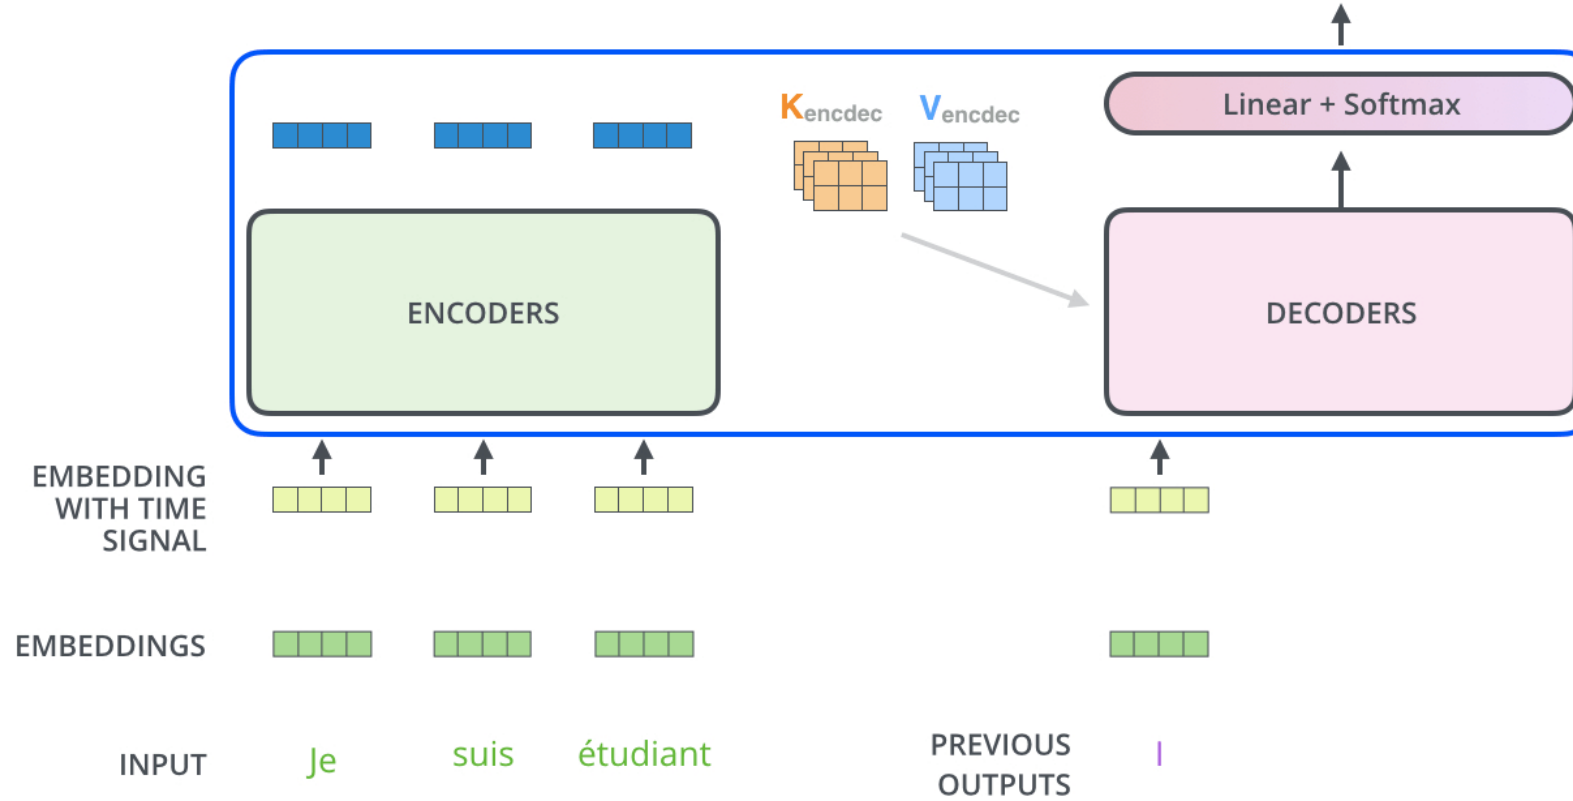 Kencdec Vencdec
Linear + Softmax
ENCODERS
DECODERS
EMBEDDING
WITH TIME
SIGNAL
EMBEDDINGS
INPUT
Je suis étudiant
PREVIOUS
OUTPUTS
I